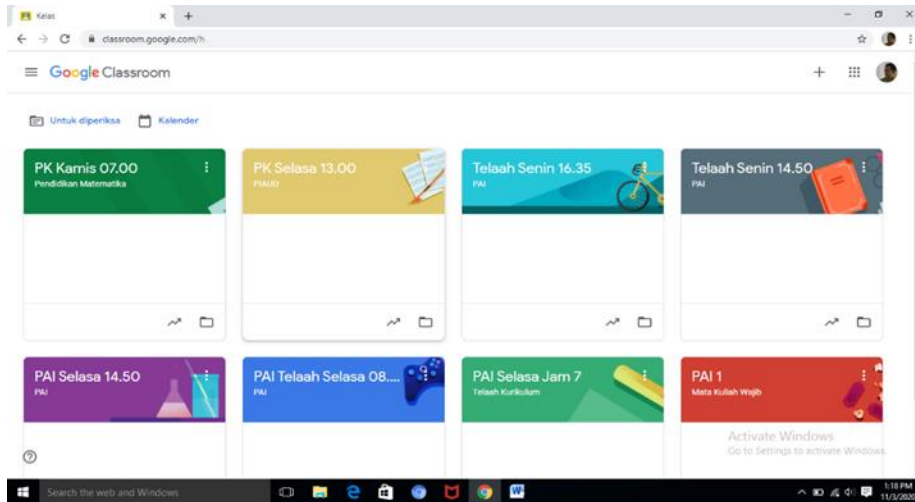 Kelas
classroom.google.com/h
Google Classroom
Untuk diperiksa Kalender
PK Kamis 07.00
Pendidikan Matematika
PK Selasa 13.00
PIAUD
Telaah Senin 16.35
PAI
Telaah Senin 14.50
PAI
PAI Selasa 14.50
PAI
PAI Telaah Selasa 08....
PAI
PAI Selasa Jam 7
Telaah Kurikulum
PAI 1
Mata Kuliah Wajib
Activate Windows
Go to Settings to activate Windows.
Search the web and Windows
1:18 PM
11/3/2020